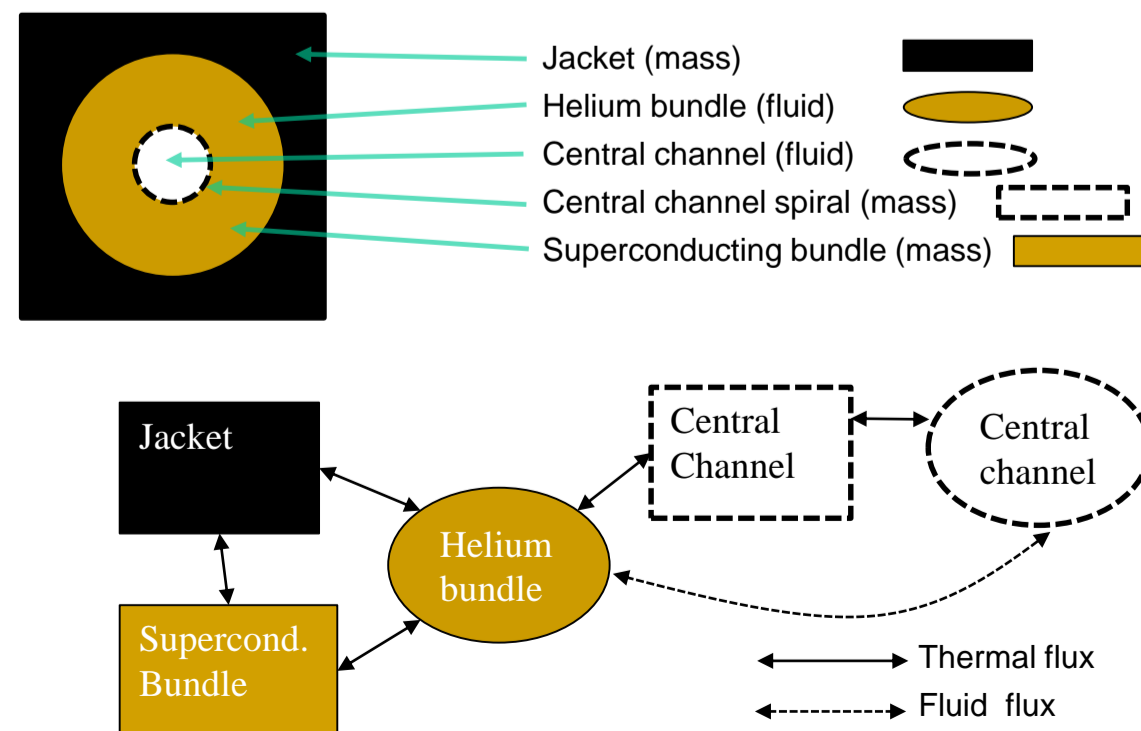 Jacket (mass)
Helium bundle (fluid)
Central channel (fluid)
Central channel spiral (mass)
Superconducting bundle (mass)
Jacket
Central
Channel
Central
channel
Helium
bundle
Supercond.
Bundle
Thermal flux
Fluid flux